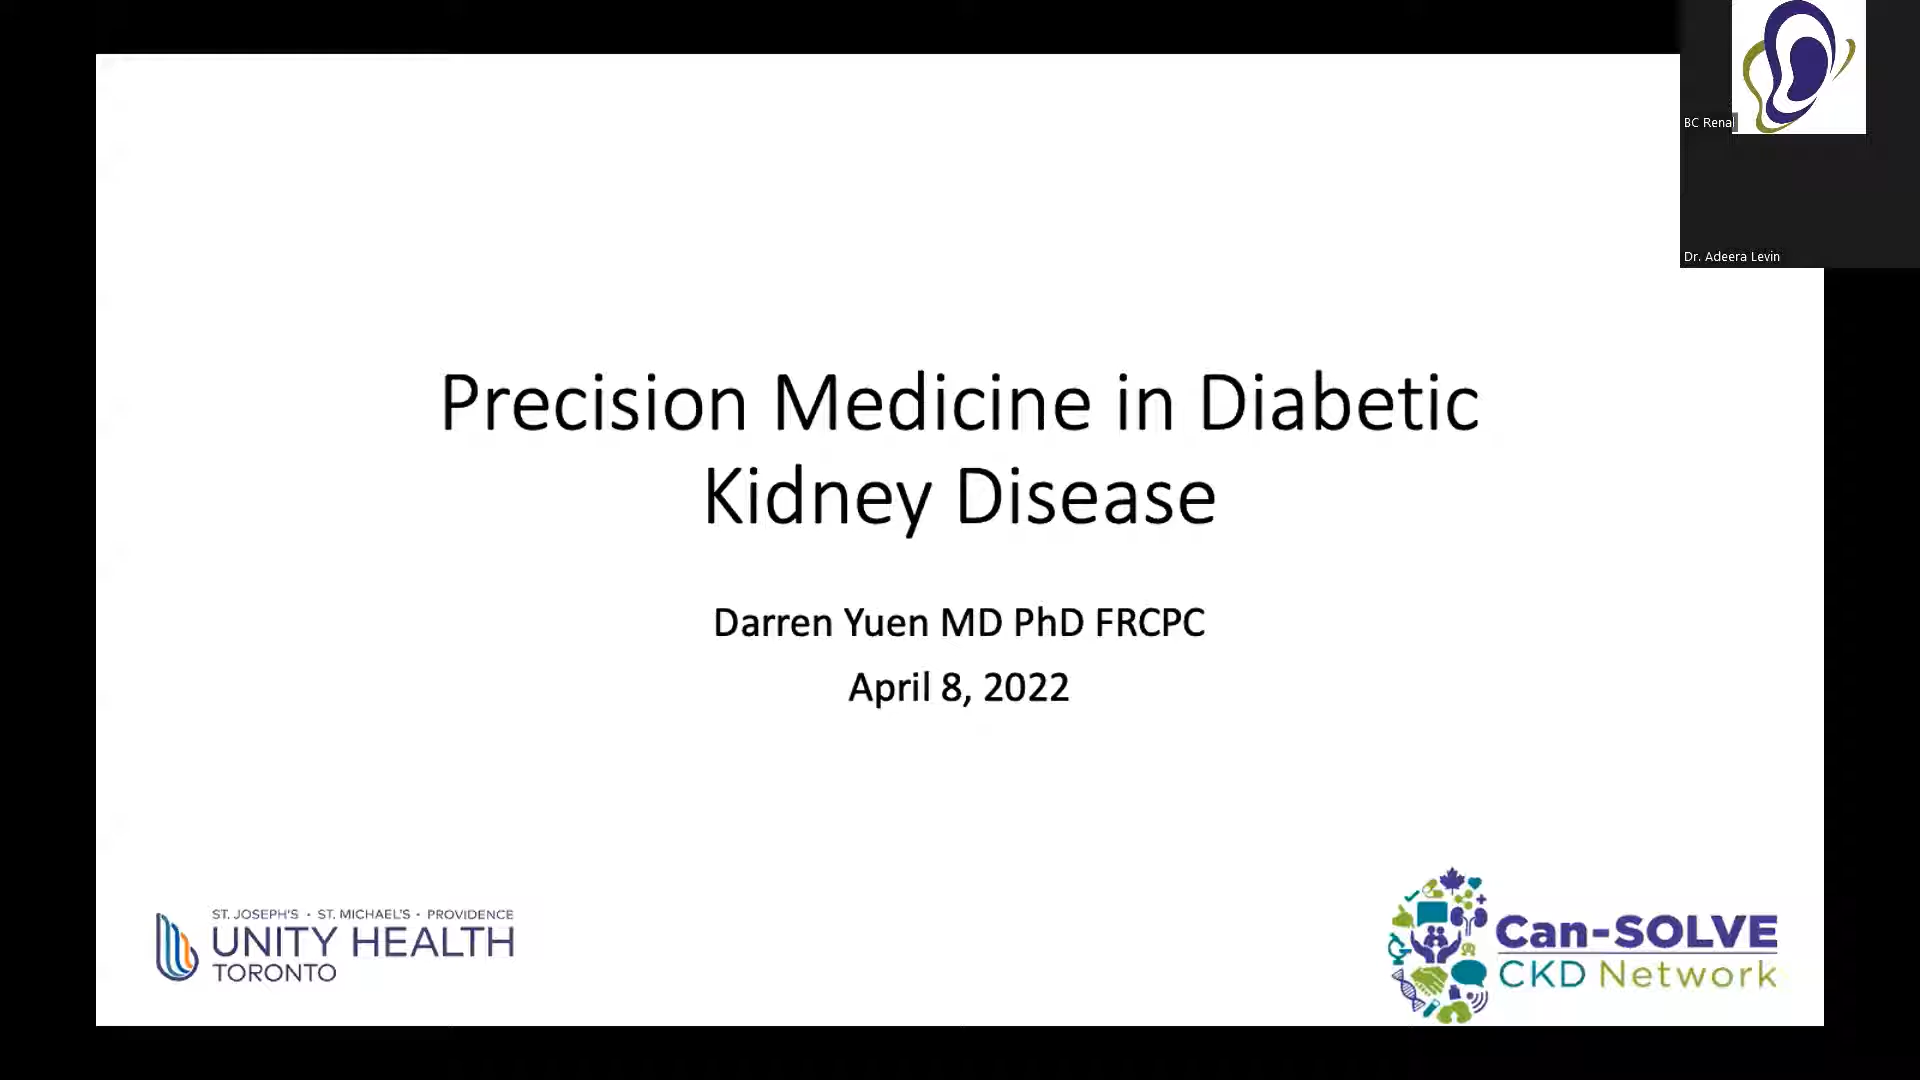 BC Renal
Dr. Adeera Levin
Precision Medicine in Diabetic
Kidney Disease
Darren Yuen MD PhD FRCPC
April 8, 2022
ST. JOSEPH'S • ST. MICHAEL'S • PROVIDENCE
UNITY HEALTH
TORONTO
Can-SOLVE
CKD Network